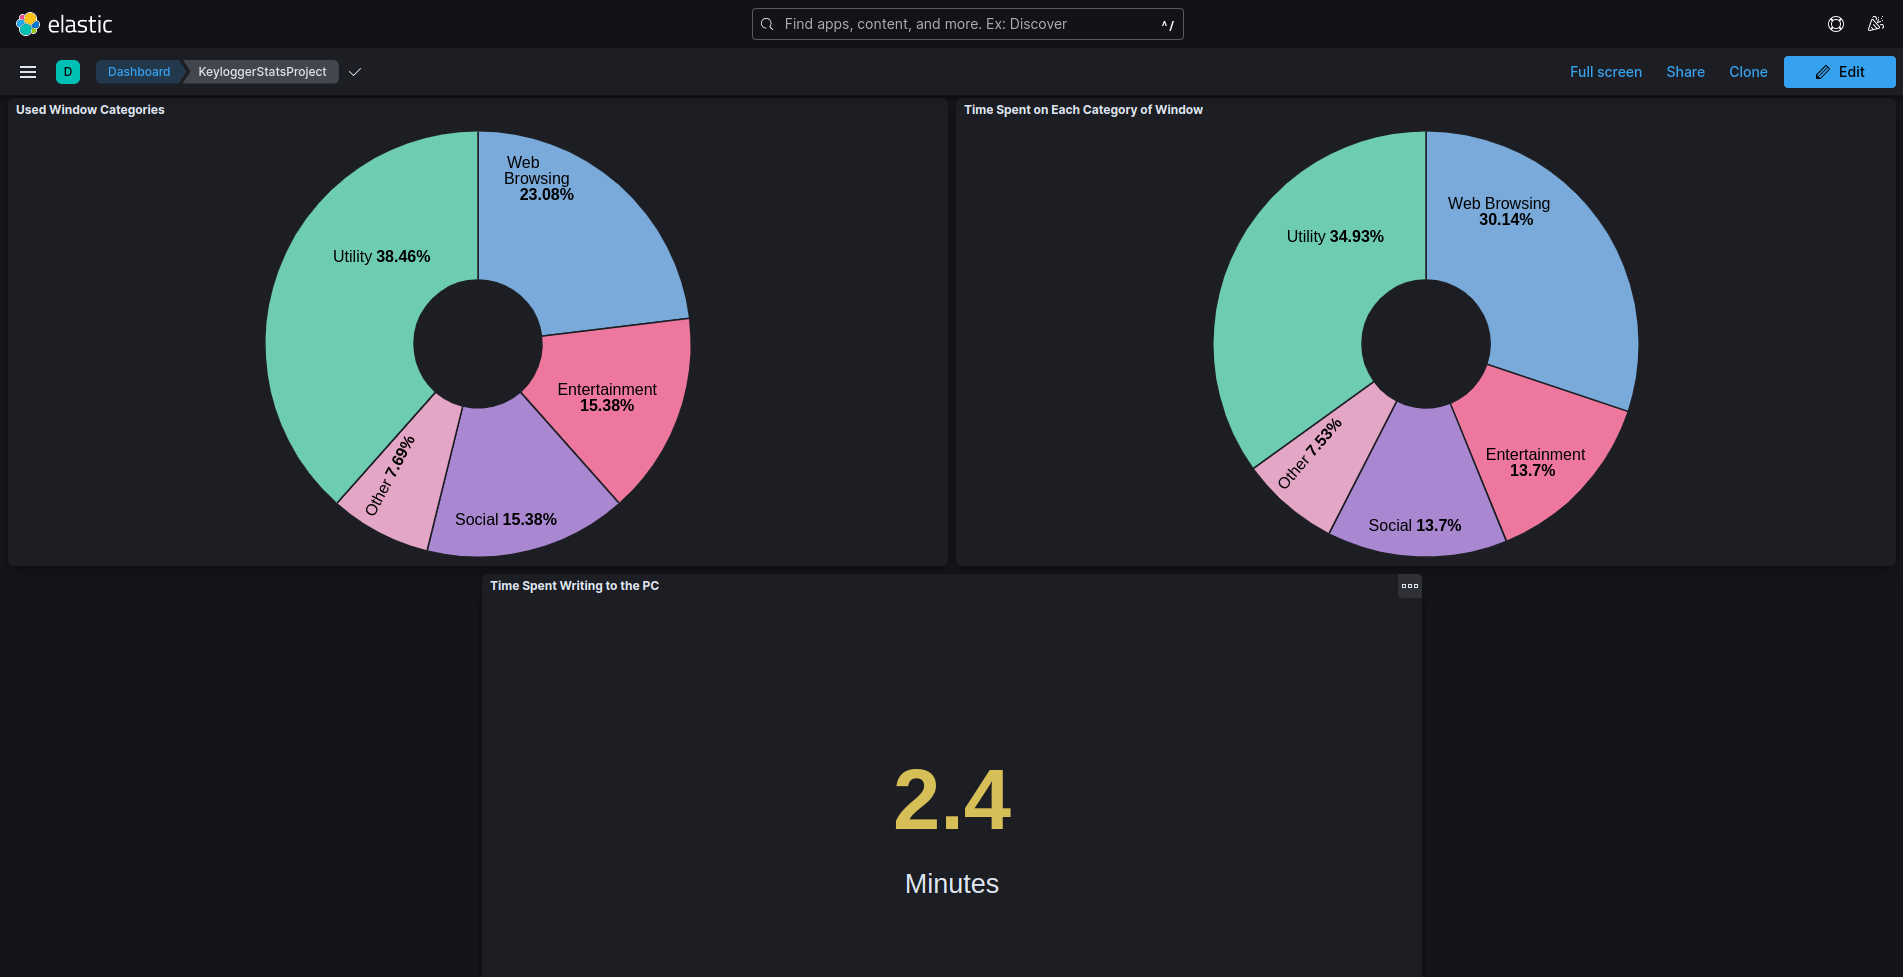 elastic
Find apps, content, and more. Ex: Discover
^/
D
Dashboard
KeyloggerStatsProject
Full screen
Share
Clone
Edit
Used Window Categories
Web
Browsing
23.08%
Utility 38.46%
Entertainment
15.38%
Other 7.69%
Social 15.38%
Time Spent on Each Category of Window
Web Browsing
30.14%
Utility 34.93%
Entertainment
13.7%
Other 7.53%
Social 13.7%
Time Spent Writing to the PC
2.4
Minutes